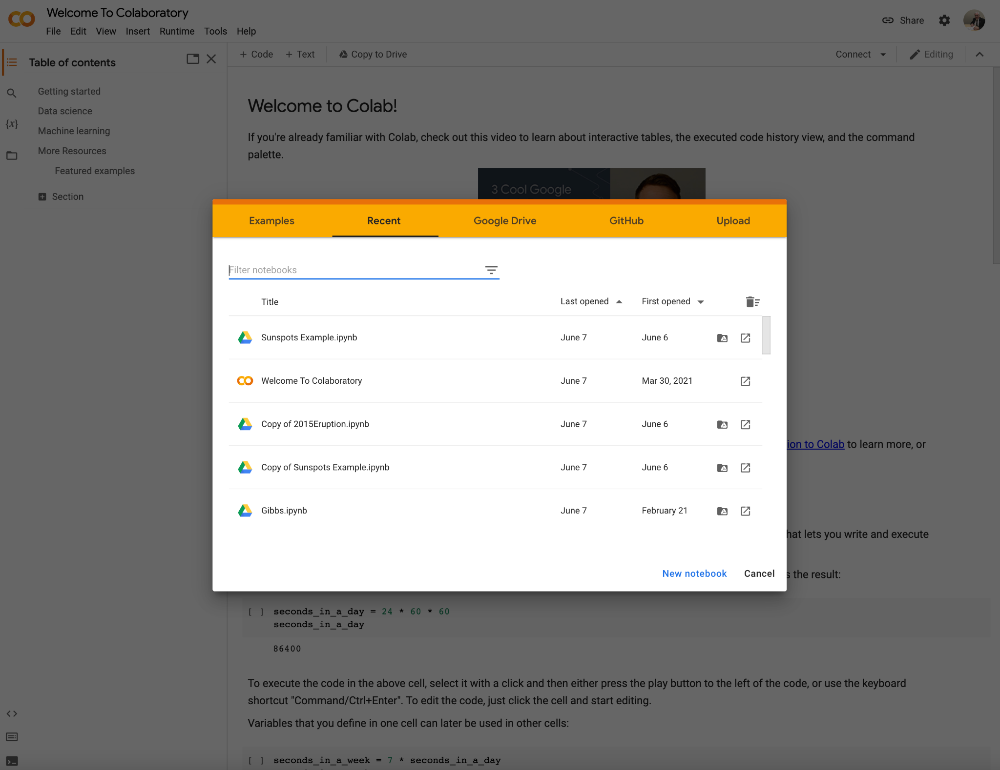 Welcome To Colaboratory
File Edit View Insert Runtime Tools Help
Share
Table of contents
Getting started
Data science
Machine learning
More Resources
Featured examples
Section
+ Code + Text Copy to Drive
Connect Editing
{x}
Welcome to Colab!
If you're already familiar with Colab, check out this video to learn about interactive tables, the executed code history view, and the command
palette.
3 Cool Google
Examples Recent Google Drive GitHub Upload
Filter notebooks
Title Last opened First opened
Sunspots Example.ipynb June 7 June 6
Welcome To Colaboratory June 7 Mar 30, 2021
Copy of 2015Eruption.ipynb June 7 June 6
ion to Colab to learn more, or
Copy of Sunspots Example.ipynb June 7 June 6
Gibbs.ipynb June 7 February 21
hat lets you write and execute
New notebook Cancel
s the result:
[ ] seconds_in_a_day = 24 * 60 * 60
seconds_in_a_day
86400
To execute the code in the above cell, select it with a click and then either press the play button to the left of the code, or use the keyboard
shortcut "Command/Ctrl+Enter". To edit the code, just click the cell and start editing.
Variables that you define in one cell can later be used in other cells:
[ ] seconds_in_a_week = 7 * seconds_in_a_day